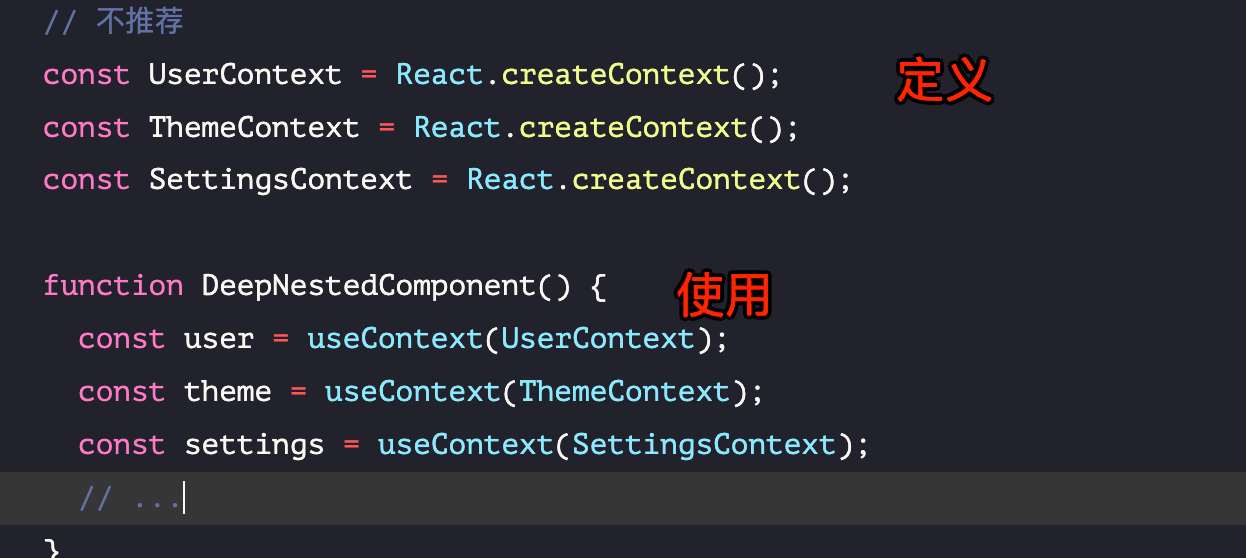 // 不推荐
const UserContext = React.createContext();
定义
const ThemeContext = React.createContext();
const SettingsContext = React.createContext();
function DeepNestedComponent() {
使用
const user = useContext(UserContext);
const theme = useContext(ThemeContext);
const settings = useContext(SettingsContext);
// ...
}